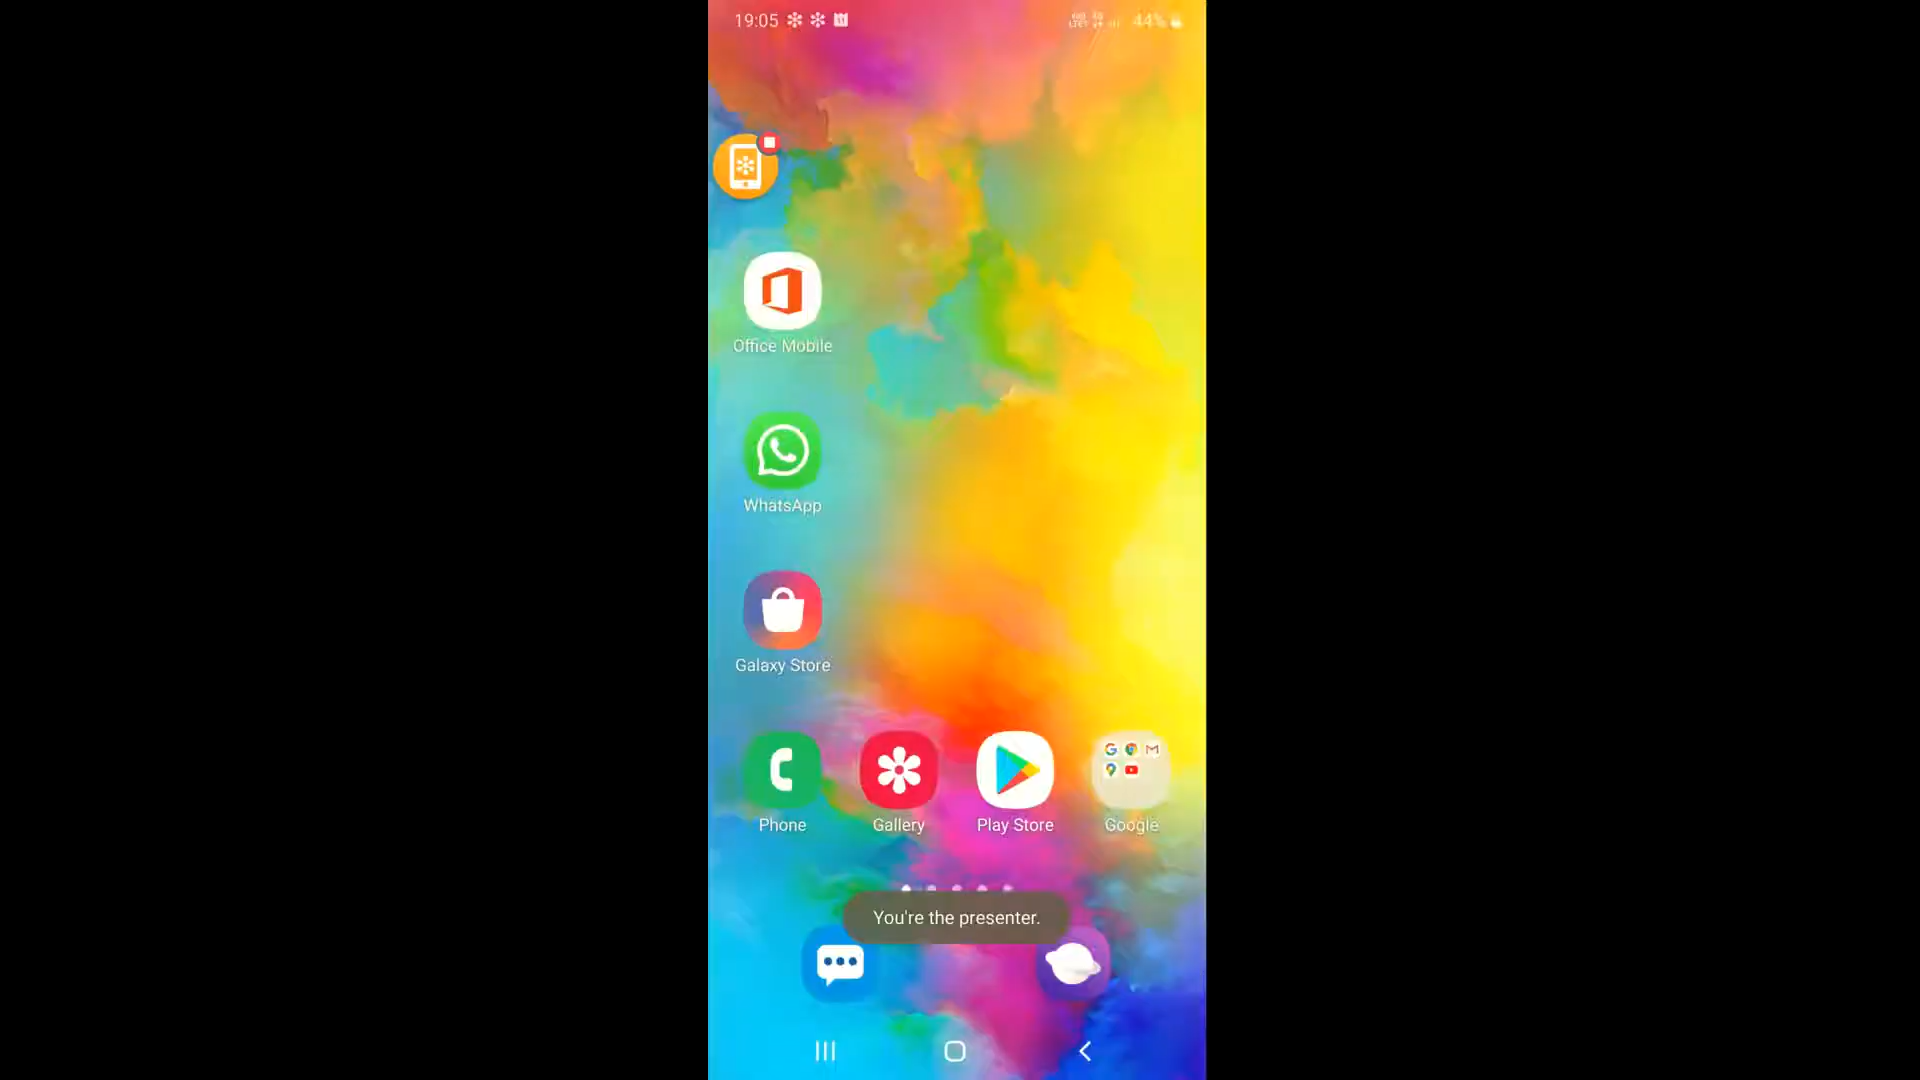 19:05
44%
Office Mobile
WhatsApp
Galaxy Store
Phone Gallery Play Store Google
You're the presenter.